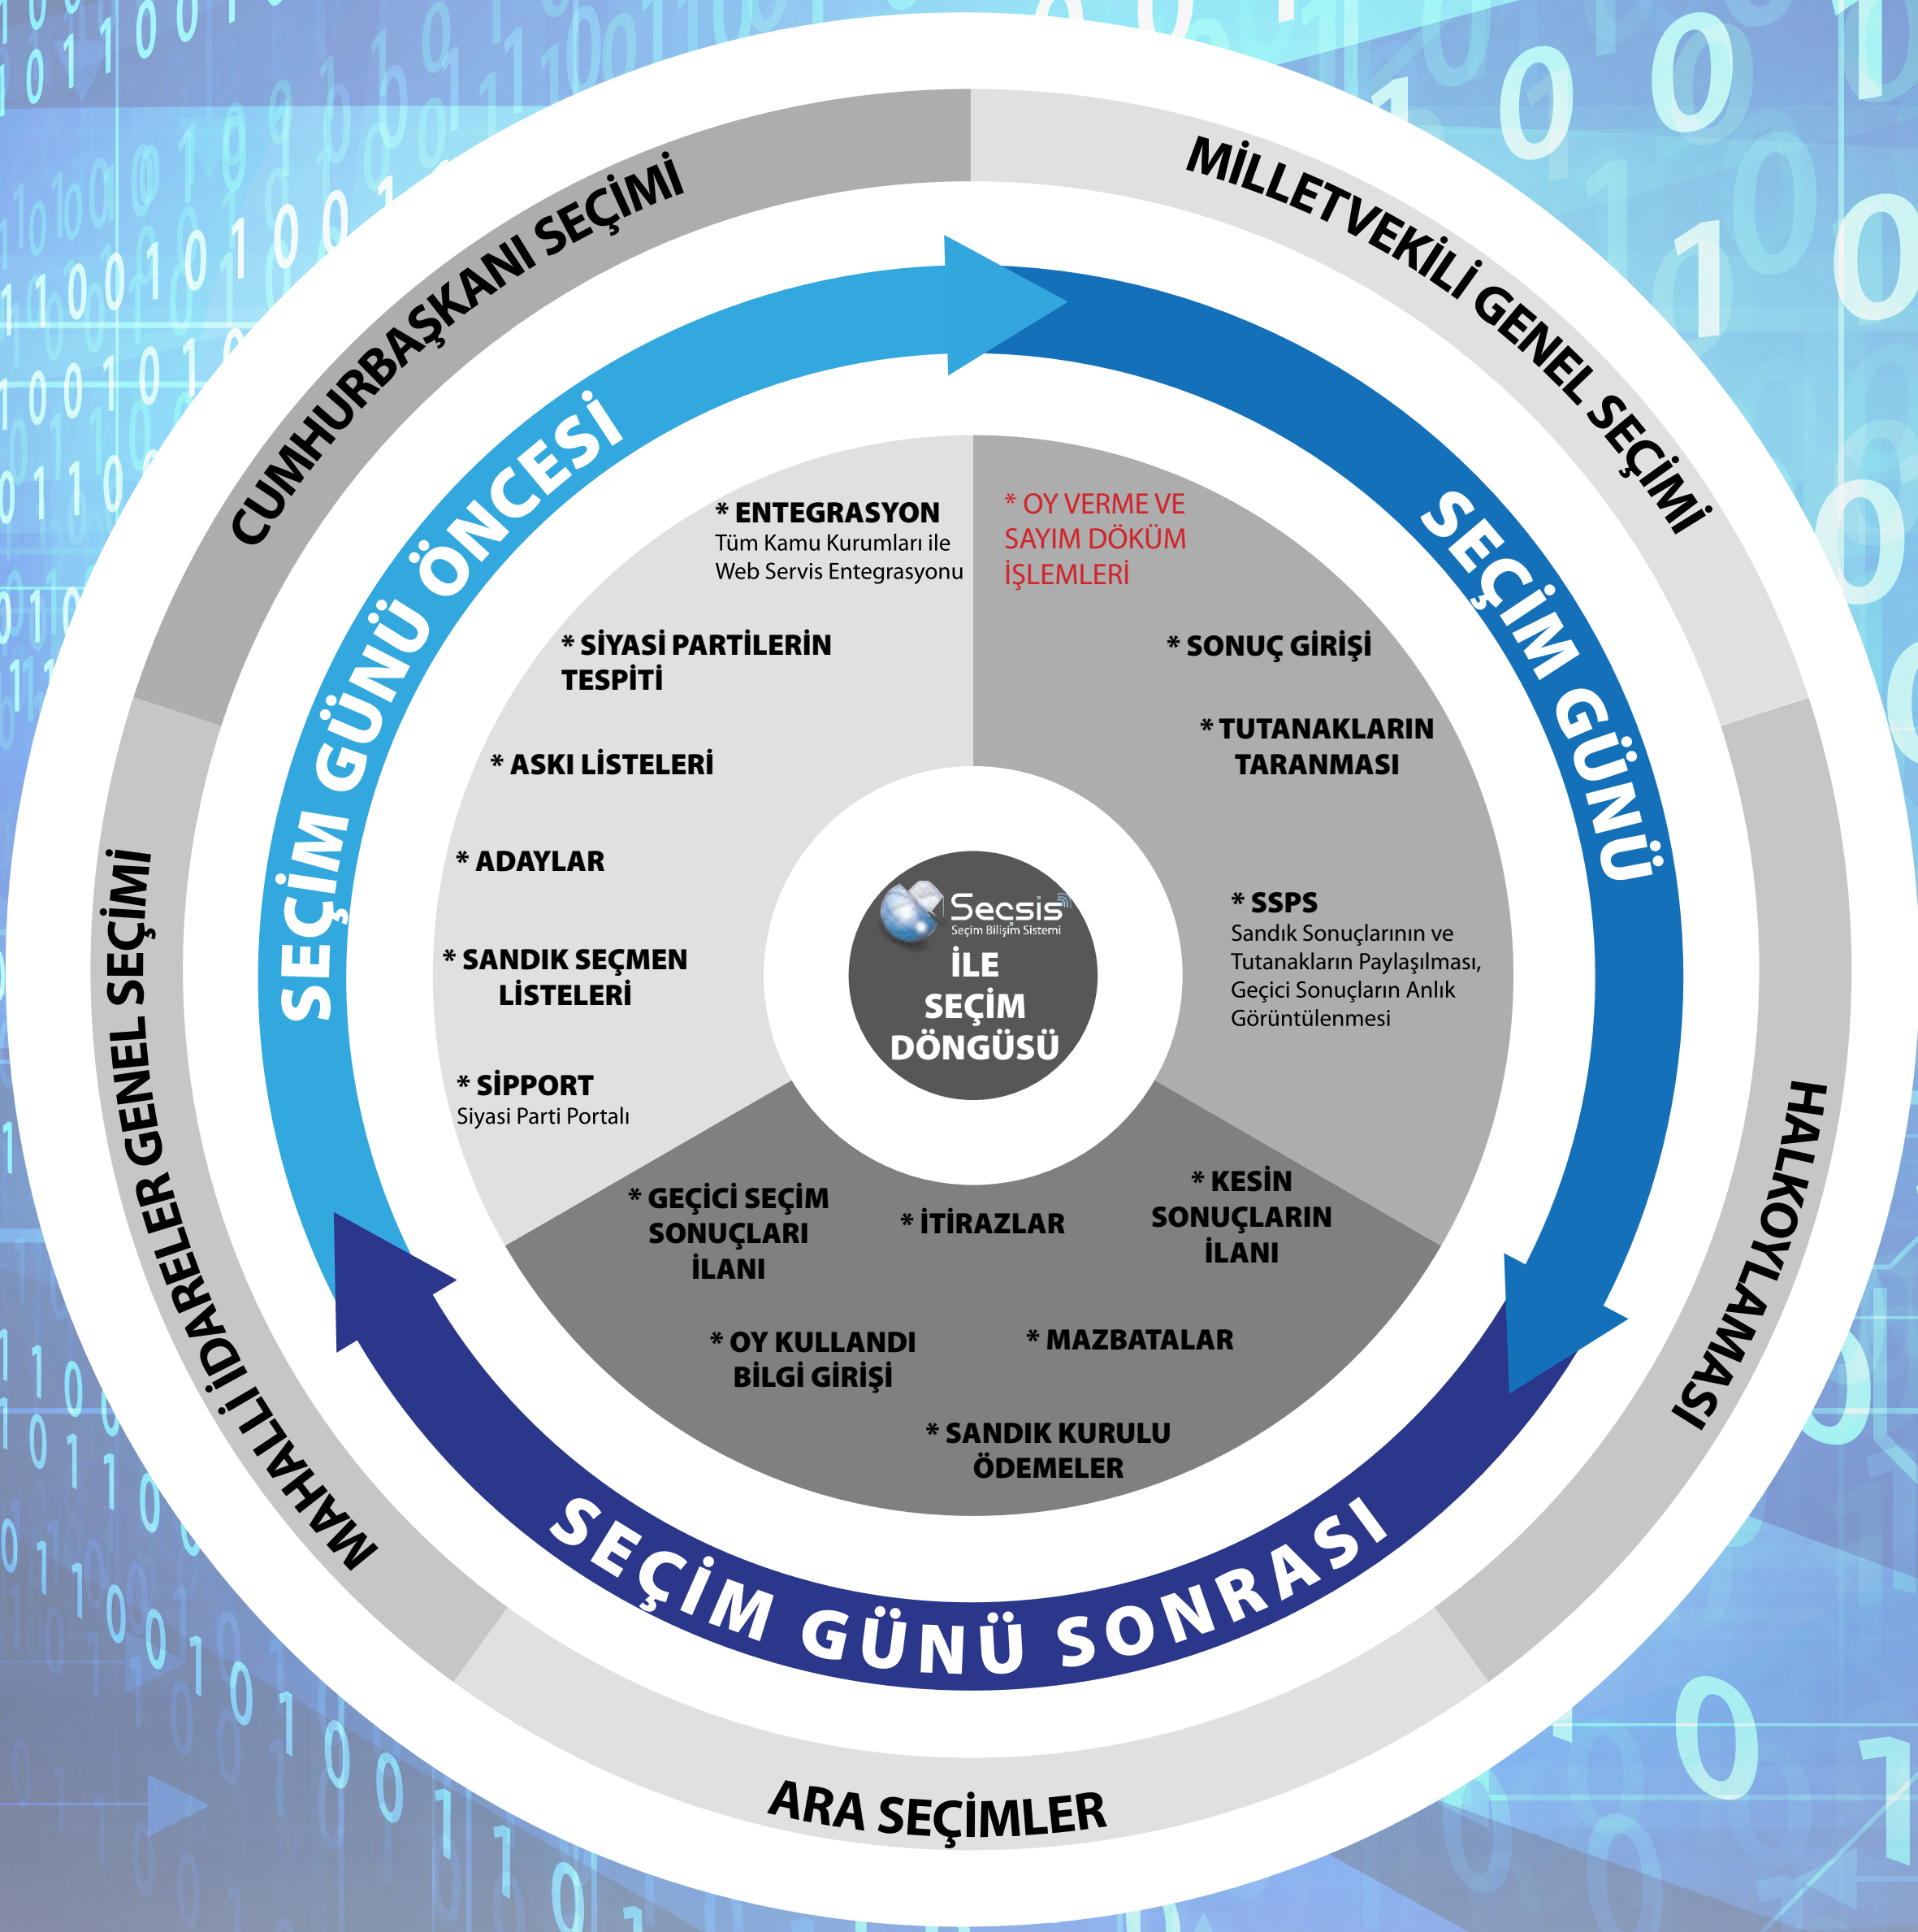 CUMHURBAŞKANI SEÇİMİ
MİLLETVEKİLİ GENEL SEÇİMİ
HALKOYLAMASI
ARA SEÇİMLER
MAHALLİ İDARELER GENEL SEÇİMİ
SEÇİM GÜNÜ ÖNCESİ
SEÇİM GÜNÜ
SEÇİM GÜNÜ SONRASI
* ENTEGRASYON
Tüm Kamu Kurumları ile
Web Servis Entegrasyonu
* SİYASİ PARTİLERİN
TESPİTİ
* ASKI LİSTELERİ
* ADAYLAR
* SANDIK SEÇMEN
LİSTELERİ
* SİPPORT
Siyasi Parti Portalı
* OY VERME VE
SAYIM DÖKÜM
İŞLEMLERİ
* SONUÇ GİRİŞİ
* TUTANAKLARIN
TARANMASI
* SSPS
Sandık Sonuçlarının ve
Tutanakların Paylaşılması,
Geçici Sonuçların Anlık
Görüntülenmesi
Secsis
Seçim Bilişim Sistemi
İLE
SEÇİM
DÖNGÜSÜ
* GEÇİCİ SEÇİM
SONUÇLARI
İLANI
* İTİRAZLAR
* KESİN
SONUÇLARIN
İLANI
* OY KULLANDI
BİLGİ GİRİŞİ
* MAZBATALAR
* SANDIK KURULU
ÖDEMELER